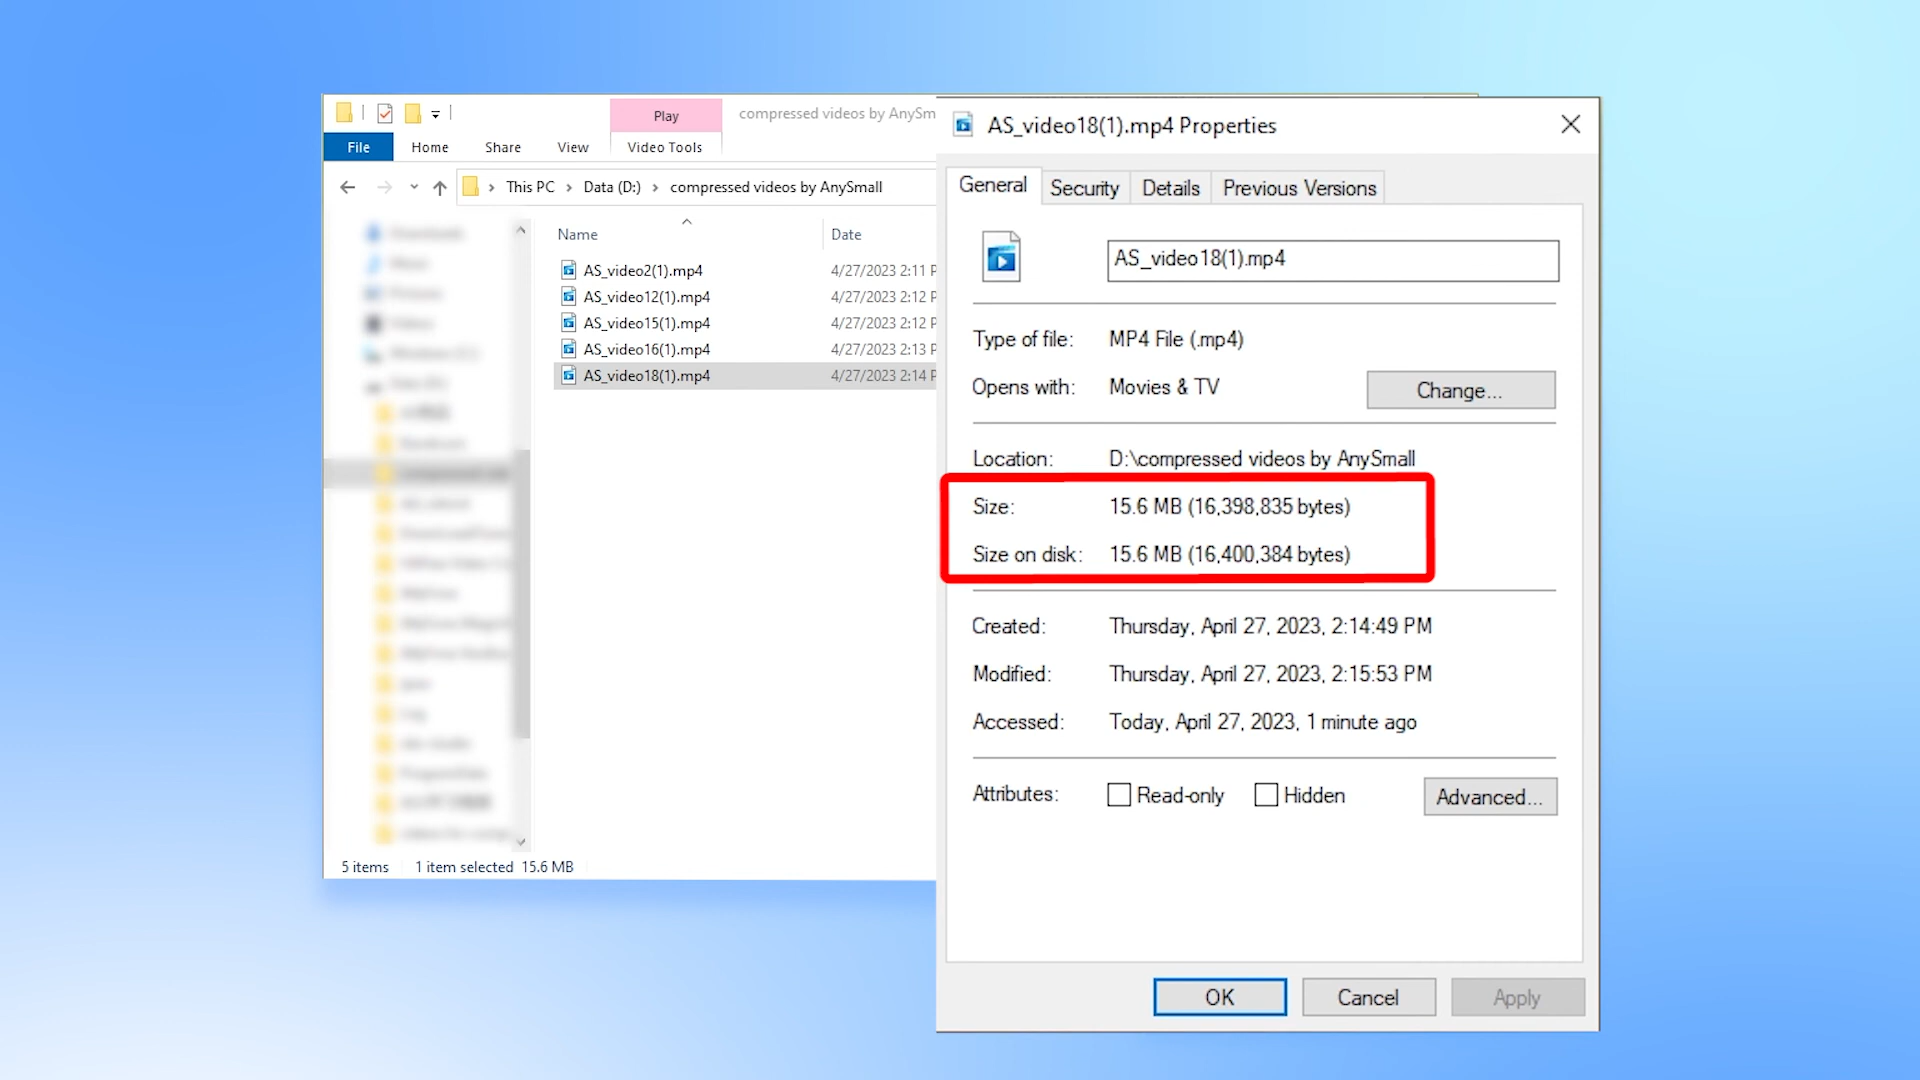 Play
compressed videos by AnySm
File
Home
Share
View
Video Tools
This PC
Data (D:)
compressed videos by AnySmall
Name
Date
AS_video2(1).mp4
4/27/2023 2:11 P
AS_video12(1).mp4
4/27/2023 2:12 P
AS_video15(1).mp4
4/27/2023 2:12 P
AS_video16(1).mp4
4/27/2023 2:13 P
AS_video18(1).mp4
4/27/2023 2:14 P
5 items
1 item selected 15.6 MB
AS_video18(1).mp4 Properties
General
Security
Details
Previous Versions
AS_video18(1).mp4
Type of file: MP4 File (.mp4)
Opens with: Movies & TV
Change...
Location: D:\compressed videos by AnySmall
Size: 15.6 MB (16,398,835 bytes)
Size on disk: 15.6 MB (16,400,384 bytes)
Created: Thursday, April 27, 2023, 2:14:49 PM
Modified: Thursday, April 27, 2023, 2:15:53 PM
Accessed: Today, April 27, 2023, 1 minute ago
Attributes:
Read-only
Hidden
Advanced...
OK
Cancel
Apply